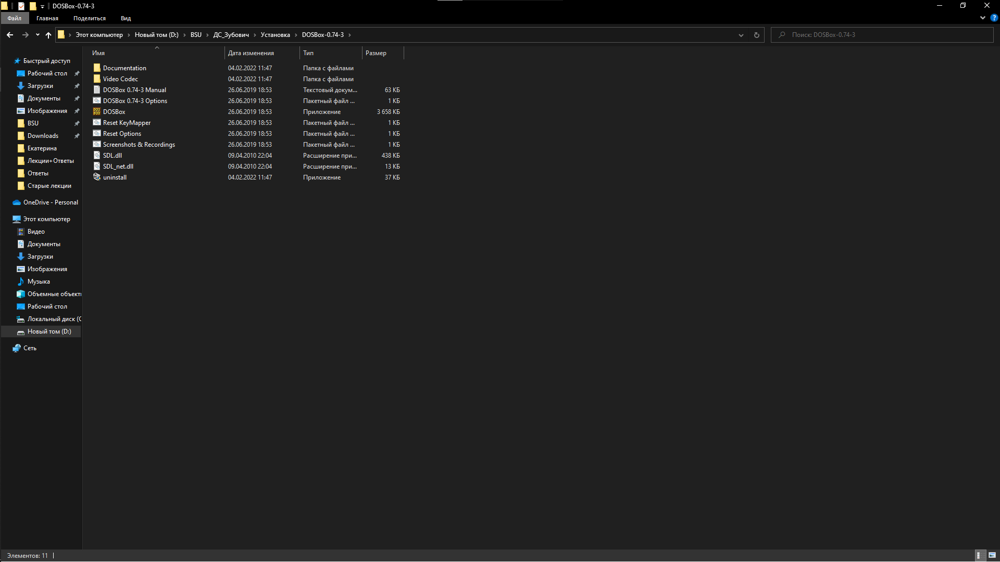 DOSBox-0.74-3
Файл Главная Поделиться Вид
Этот компьютер Новый том (D:) BSU ДС_Зубович Установка DOSBox-0.74-3 Поиск: DOSBox-0.74-3
Быстрый доступ
Рабочий стол
Загрузки
Документы
Изображения
BSU
Downloads
Екатерина
Лекции+Ответы
Ответы
Старые лекции
OneDrive - Personal
Этот компьютер
Видео
Документы
Загрузки
Изображения
Музыка
Объемные объекты
Рабочий стол
Локальный диск (C
Новый том (D:)
Сеть
Имя Дата изменения Тип Размер
Documentation 04.02.2022 11:47 Папка с файлами
Video Codec 04.02.2022 11:47 Папка с файлами
DOSBox 0.74-3 Manual 26.06.2019 18:53 Текстовый докум... 63 КБ
DOSBox 0.74-3 Options 26.06.2019 18:53 Пакетный файл ... 1 КБ
DOSBox 26.06.2019 18:53 Приложение 3 658 КБ
Reset KeyMapper 26.06.2019 18:53 Пакетный файл ... 1 КБ
Reset Options 26.06.2019 18:53 Пакетный файл ... 1 КБ
Screenshots & Recordings 26.06.2019 18:53 Пакетный файл ... 1 КБ
SDL.dll 09.04.2010 22:04 Расширение при... 438 КБ
SDL_net.dll 09.04.2010 22:04 Расширение при... 13 КБ
uninstall 04.02.2022 11:47 Приложение 37 КБ
Элементов: 11